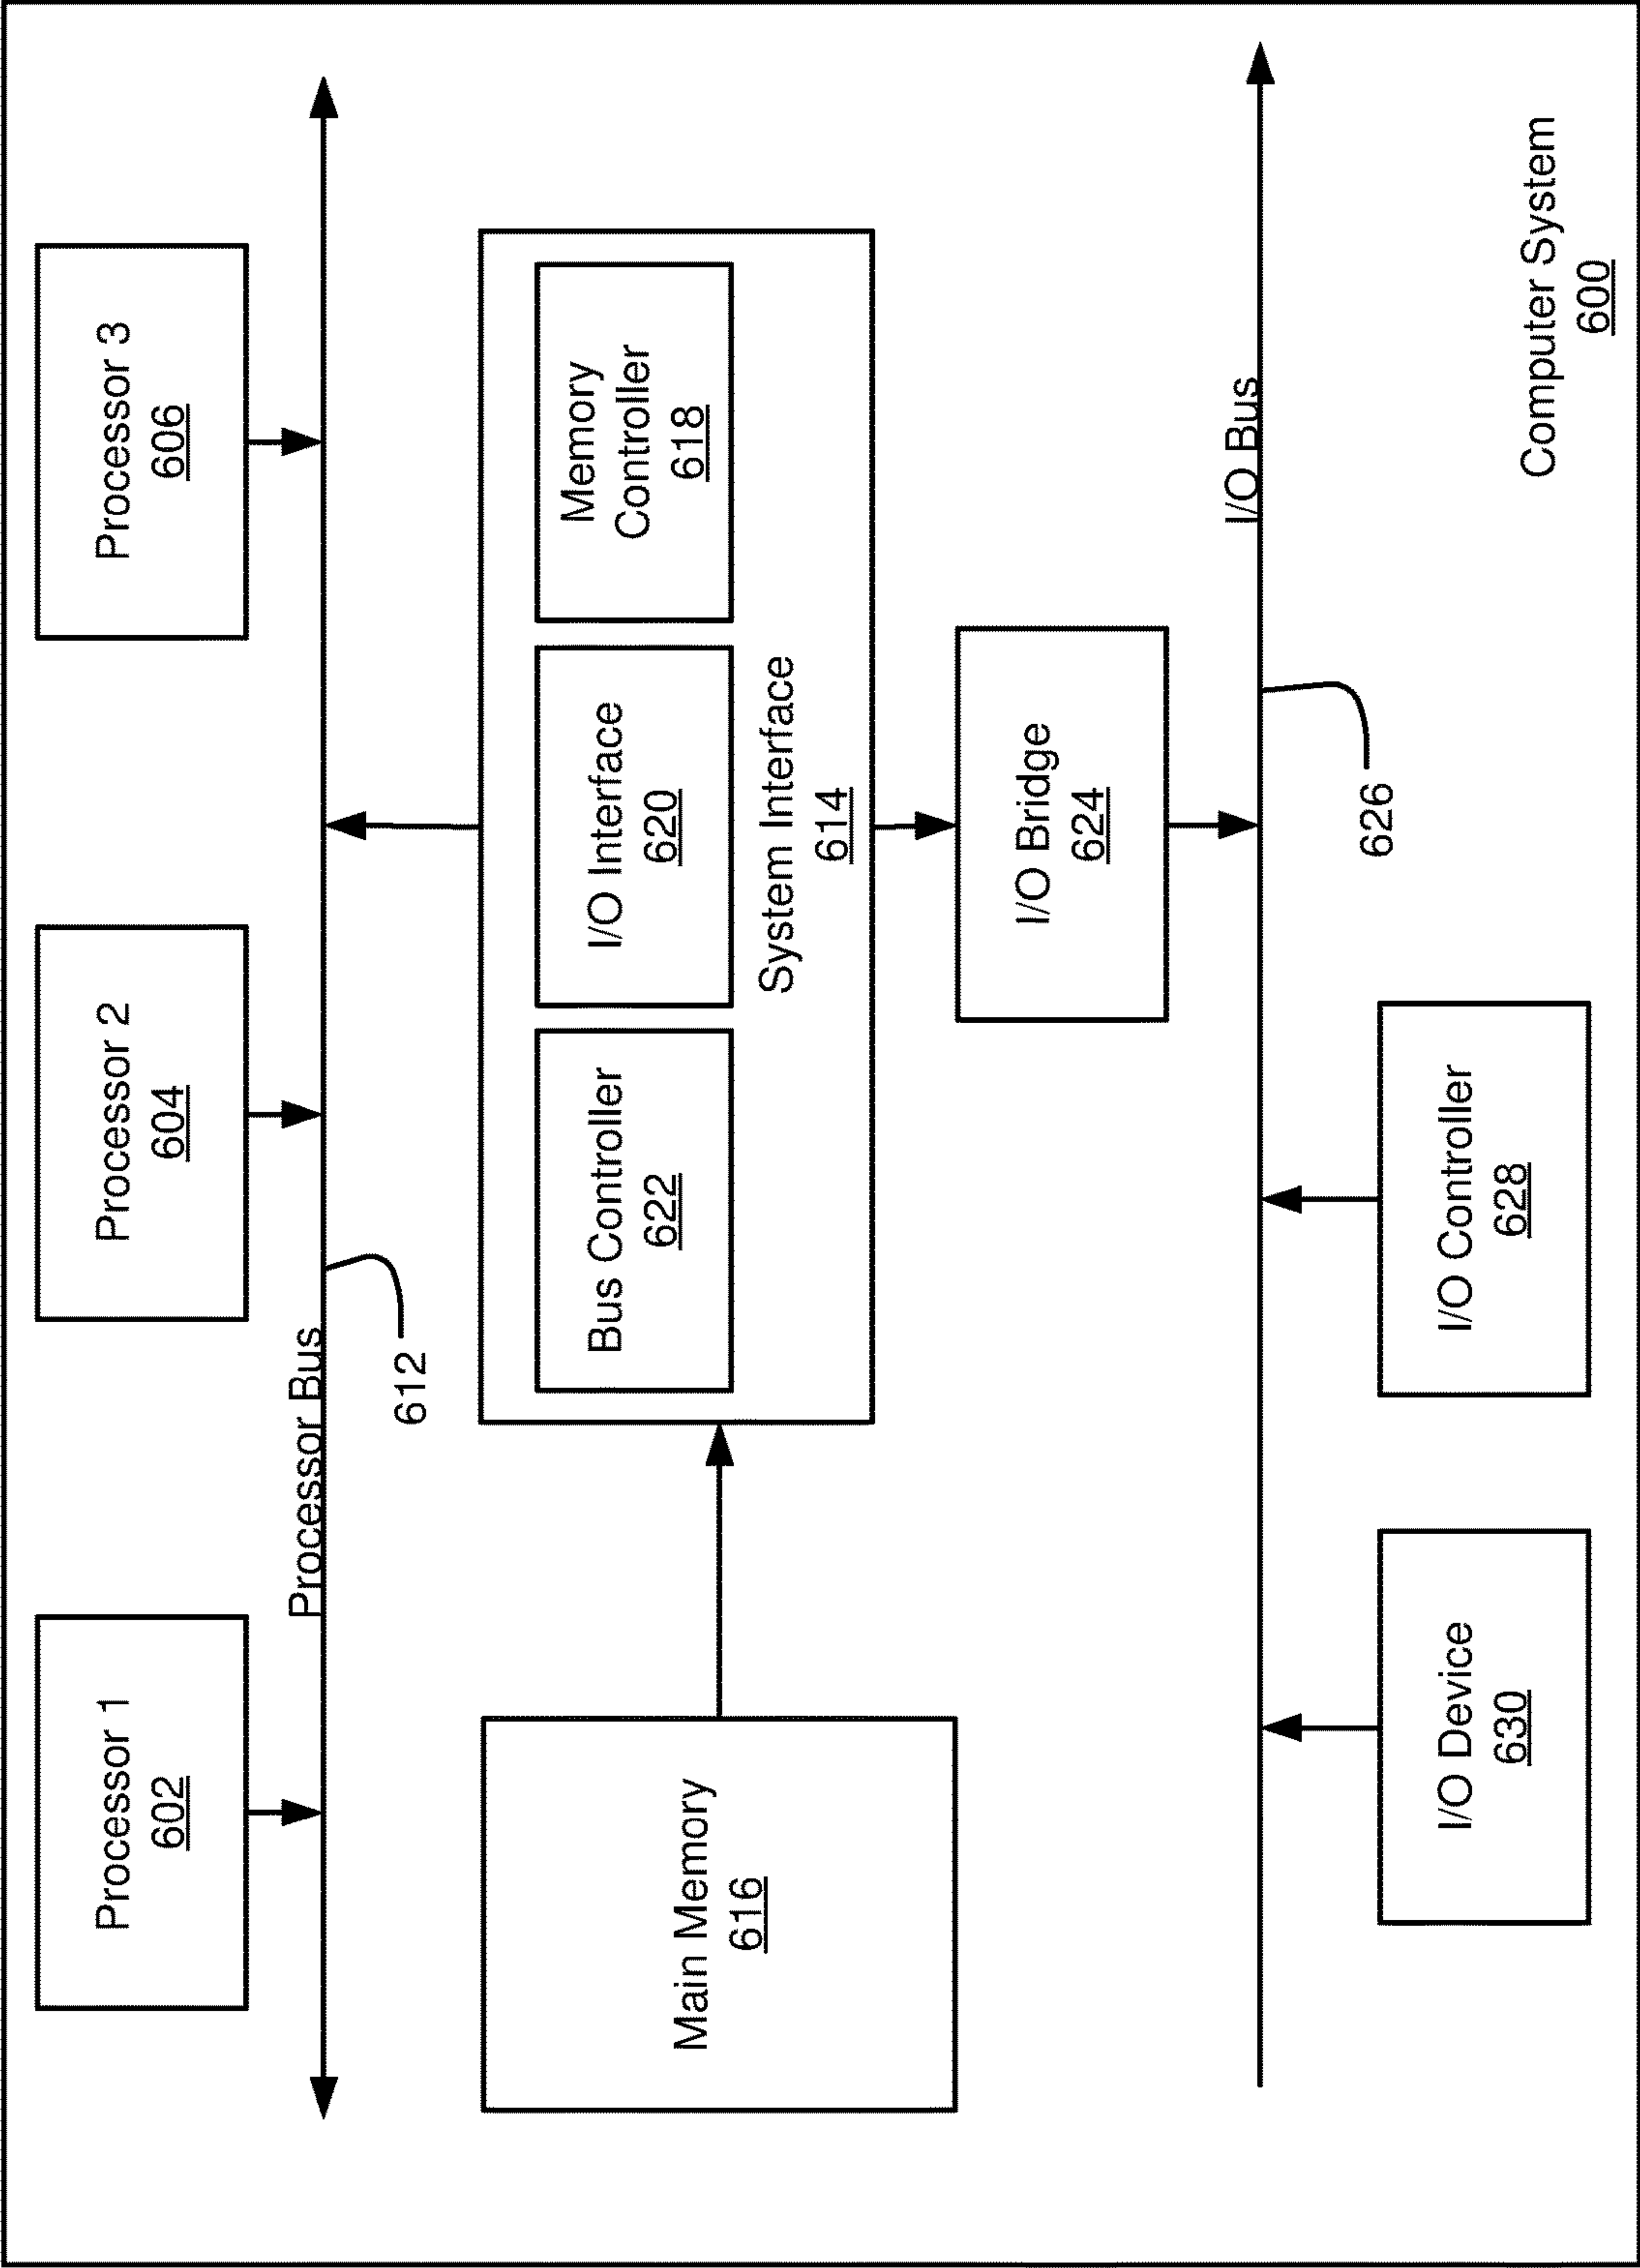 Processor 1
602
Processor 2
604
Processor 3
606
Processor Bus
612
Main Memory
616
Bus Controller
622
I/O Interface
620
Memory
Controller
618
System Interface
614
I/O Bridge
624
I/O Bus
626
I/O Device
630
I/O Controller
628
Computer System
600